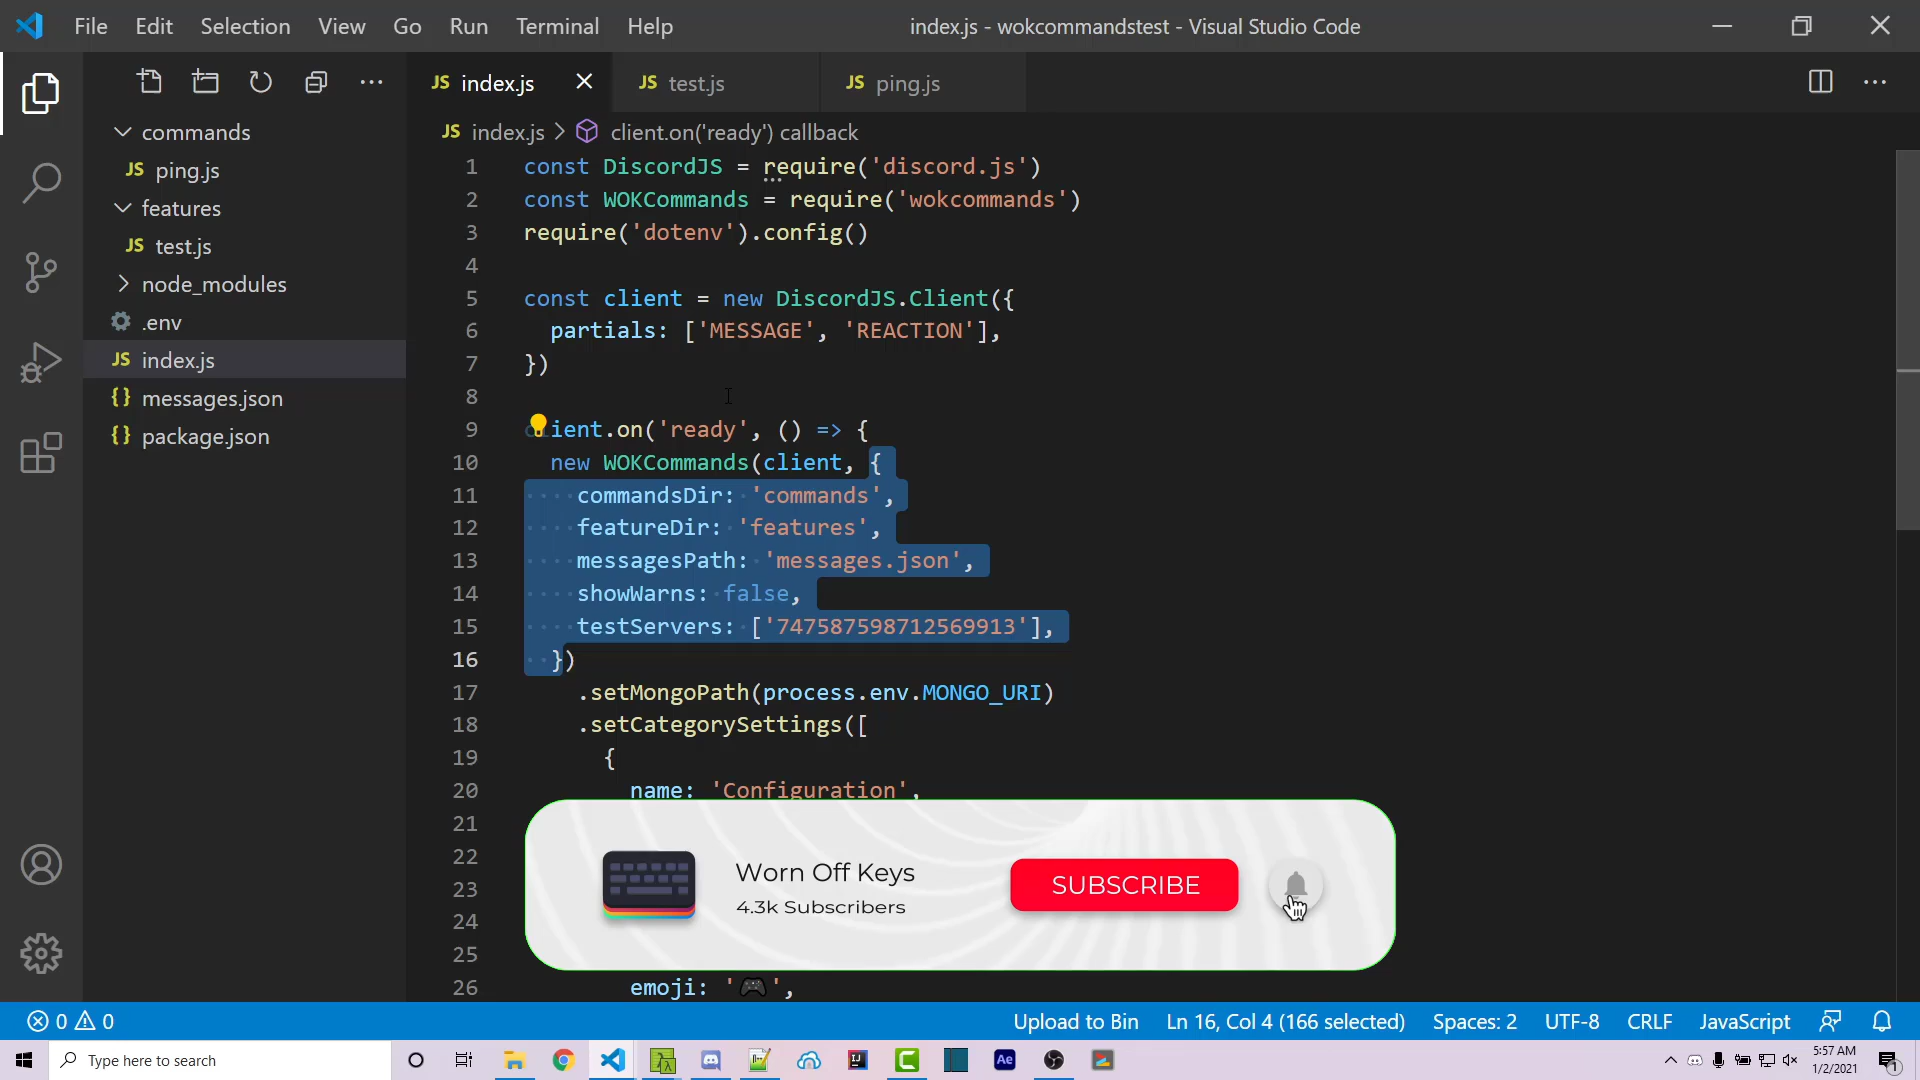 File Edit Selection View Go Run Terminal Help index.js - wokcommandstest - Visual Studio Code
JS index.js JS test.js JS ping.js
JS index.js > client.on('ready') callback
commands
JS ping.js
features
JS test.js
node_modules
.env
JS index.js
{} messages.json
{} package.json
1 const DiscordJS = require('discord.js')
2 const WOKCommands = require('wokcommands')
3 require('dotenv').config()
4
5 const client = new DiscordJS.Client({
6 partials: ['MESSAGE', 'REACTION'],
7 })
8
9 client.on('ready', () => {
10 new WOKCommands(client, {
11 commandsDir: 'commands',
12 featureDir: 'features',
13 messagesPath: 'messages.json',
14 showWarns: false,
15 testServers: ['747587598712569913'],
16 })
17 .setMongoPath(process.env.MONGO_URI)
18 .setCategorySettings([
19 {
20 name: 'Configuration',
21
22
23
24
25
26 emoji: '🎮',
Worn Off Keys
4.3k Subscribers
SUBSCRIBE
0 0 Upload to Bin Ln 16, Col 4 (166 selected) Spaces: 2 UTF-8 CRLF JavaScript
Type here to search
Ae
5:57 AM
1/2/2021
1